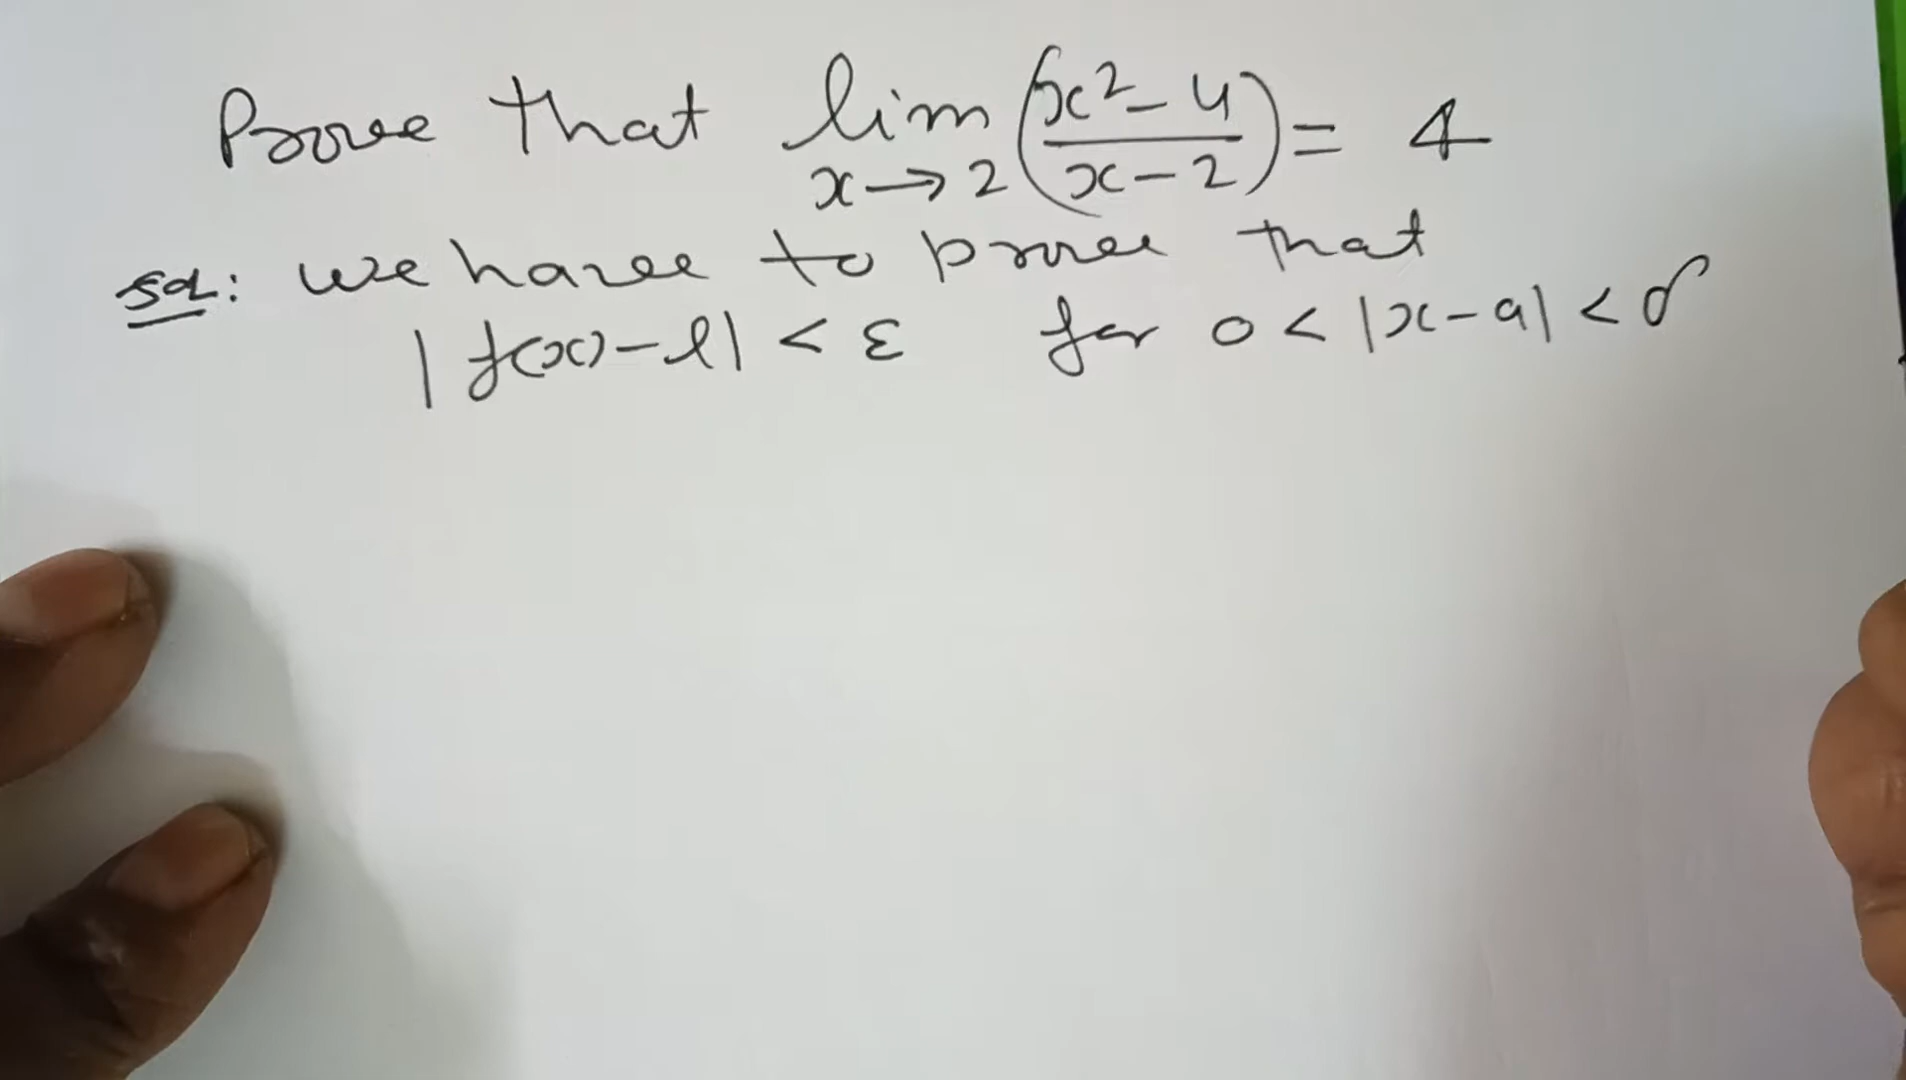 Prove that lim x→2 (x²-4 / x-2) = 4
Sol: we have to prove that
|f(x)-l| < ε for 0 < |x-a| < δ